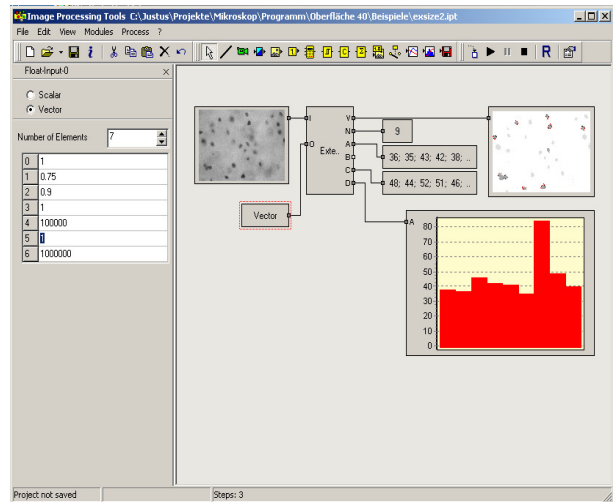 Image Processing Tools C:\Justus\Projekte\Mikroskop\Programm\Oberfläche 40\Beispiele\exsize2.ipt
File Edit View Modules Process ?
Float-Input-0
Scalar
Vector
Number of Elements 7
0 1
1 0.75
2 0.9
3 1
4 100000
5 1
6 1000000
I
O
Exte..
Y
N
A
B
C
D
9
36; 35; 43; 42; 38; ..
48; 44; 52; 51; 46; ..
Vector
A
80
70
60
50
40
30
20
10
0
R
Project not saved
Steps: 3